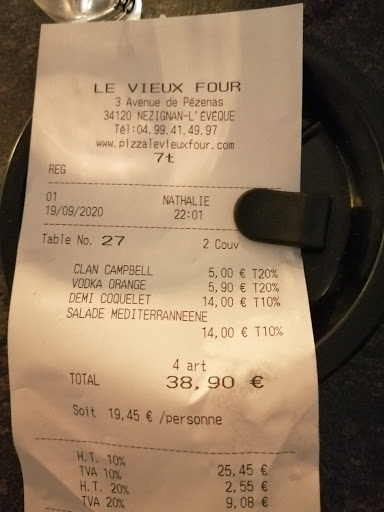 LE VIEUX FOUR
3 Avenue de Pézenas
34120 NEZIGNAN-L'EVEQUE
Tél:04.99.41.49.97
www.pizzalevieuxfour.com
7t
REG
01 NATHALIE
19/09/2020 22:01
Table No. 27 2 Couv
CLAN CAMPBELL 5,00 € T20%
VODKA ORANGE 5,90 € T20%
DEMI COQUELET 14,00 € T10%
SALADE MEDITERRANNEENE
14,00 € T10%
4 art
TOTAL 38,90 €
Soit 19,45 € /personne
H.T. 10% 25,45 €
TVA 10% 2,55 €
H.T. 20% 9,08 €
TVA 20%